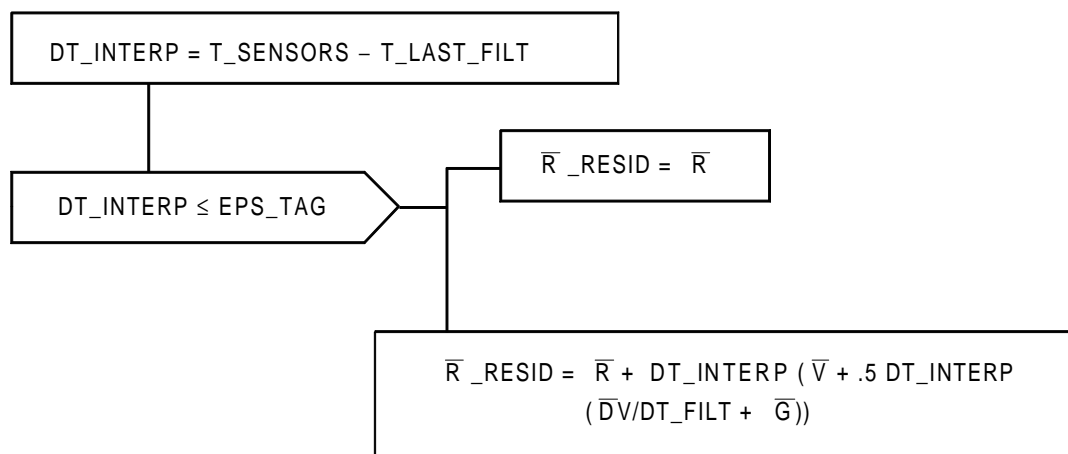 DT_INTERP = T_SENSORS – T_LAST_FILT
R̅ _RESID = R̅
DT_INTERP ≤ EPS_TAG
R̅ _RESID = R̅ + DT_INTERP ( V̅ + .5 DT_INTERP
( D̅V/DT_FILT + G̅))